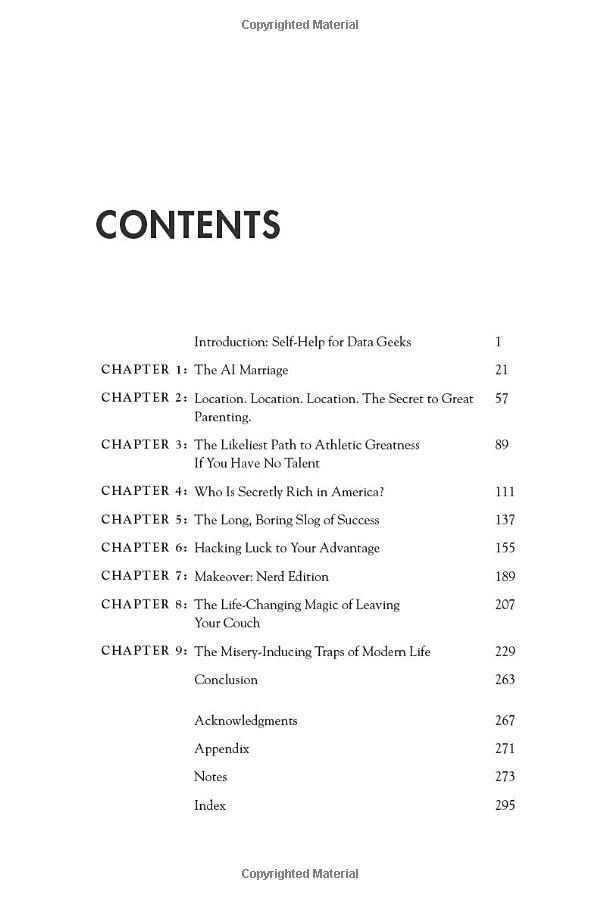 Copyrighted Material
CONTENTS
Introduction: Self-Help for Data Geeks 1
CHAPTER 1: The AI Marriage 21
CHAPTER 2: Location. Location. Location. The Secret to Great 57
Parenting.
CHAPTER 3: The Likeliest Path to Athletic Greatness 89
If You Have No Talent
CHAPTER 4: Who Is Secretly Rich in America? 111
CHAPTER 5: The Long, Boring Slog of Success 137
CHAPTER 6: Hacking Luck to Your Advantage 155
CHAPTER 7: Makeover: Nerd Edition 189
CHAPTER 8: The Life-Changing Magic of Leaving 207
Your Couch
CHAPTER 9: The Misery-Inducing Traps of Modern Life 229
Conclusion 263
Acknowledgments 267
Appendix 271
Notes 273
Index 295
Copyrighted Material